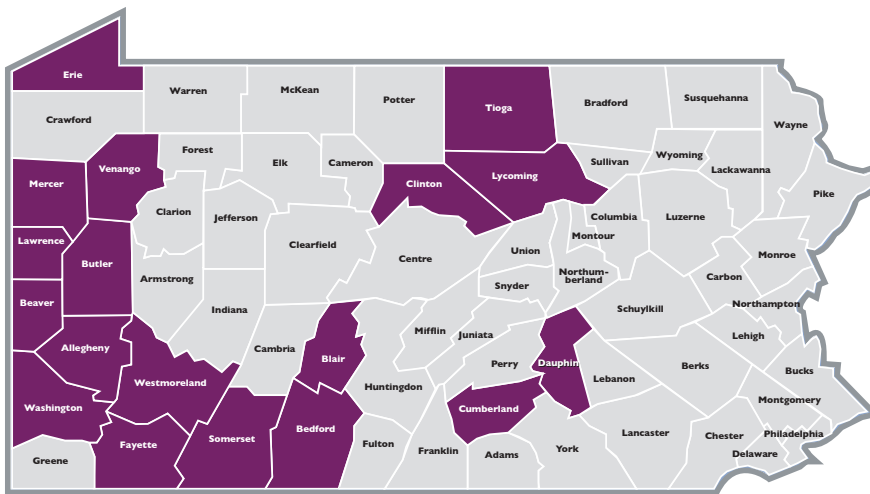 Erie
Warren
McKean
Potter
Tioga
Bradford
Susquehanna
Wayne
Crawford
Forest
Venango
Elk
Cameron
Sullivan
Wyoming
Lackawanna
Mercer
Clinton
Lycoming
Pike
Clarion
Jefferson
Columbia
Luzerne
Montour
Lawrence
Butler
Clearfield
Centre
Union
Monroe
Armstrong
Northum-
berland
Carbon
Snyder
Beaver
Indiana
Schuylkill
Northampton
Mifflin
Juniata
Lehigh
Allegheny
Cambria
Blair
Perry
Dauphin
Berks
Bucks
Westmoreland
Huntingdon
Lebanon
Montgomery
Washington
Cumberland
Fayette
Somerset
Bedford
Fulton
Franklin
Adams
York
Lancaster
Chester
Philadelphia
Delaware
Greene